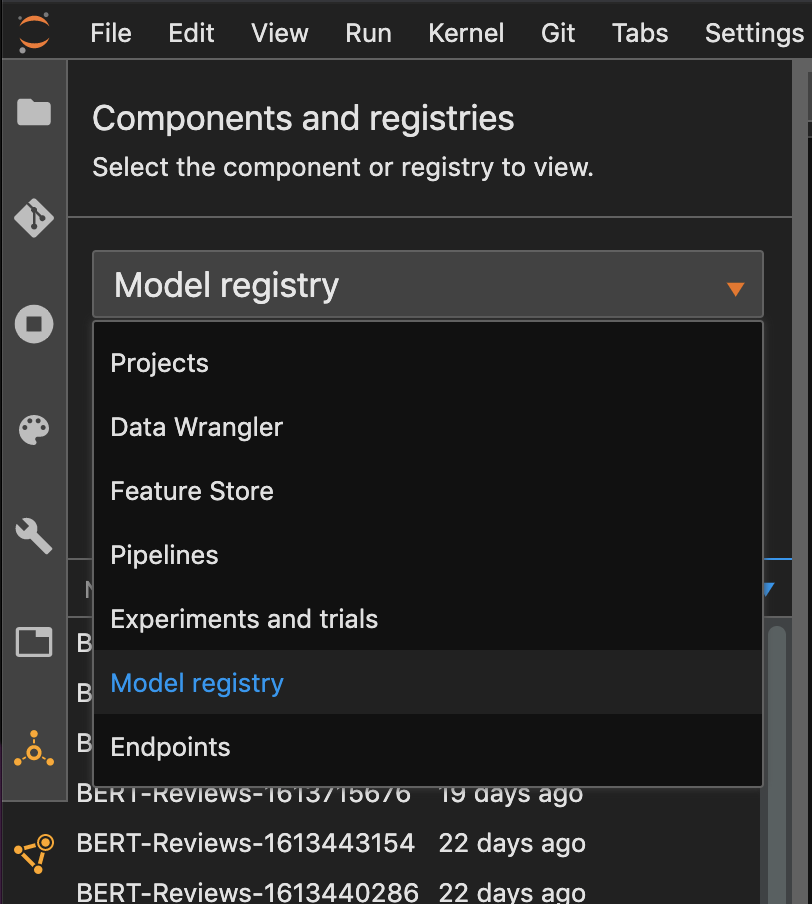 File Edit View Run Kernel Git Tabs Settings
Components and registries
Select the component or registry to view.
Model registry
Projects
Data Wrangler
Feature Store
Pipelines
Experiments and trials
Model registry
Endpoints
BERT-Reviews-1613715676 19 days ago
BERT-Reviews-1613443154 22 days ago
BERT-Reviews-1613440286 22 days ago